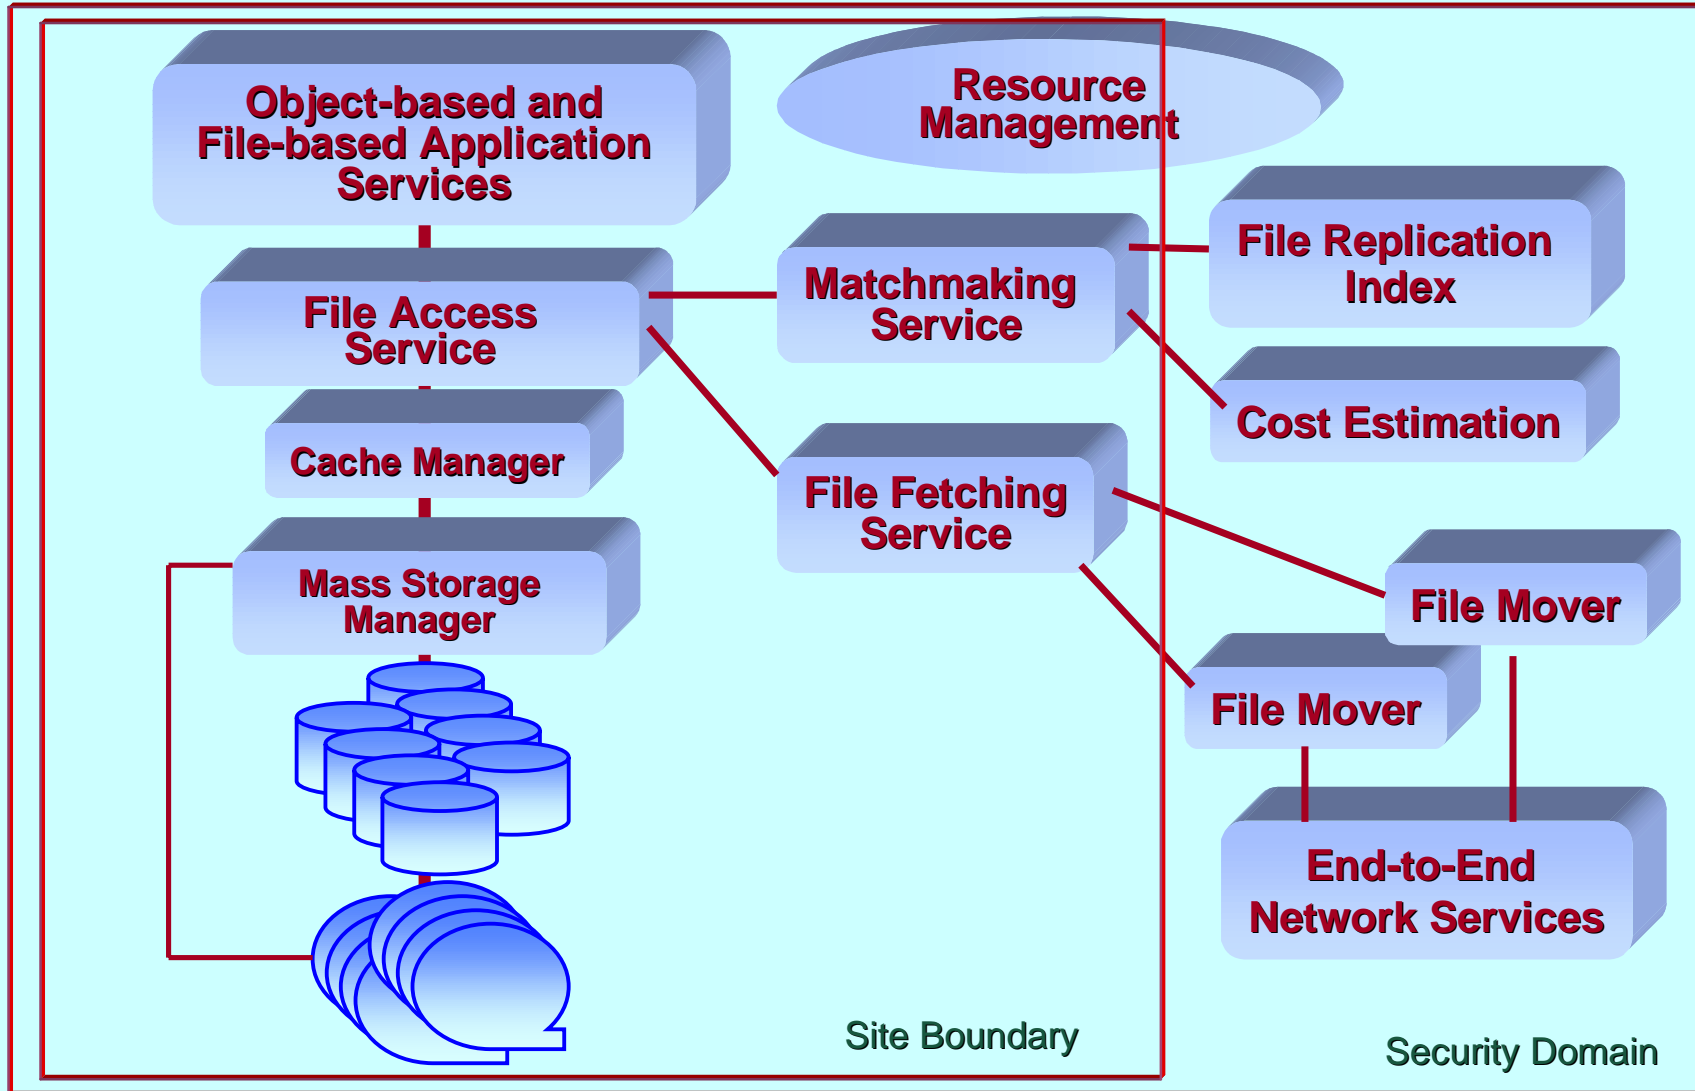 Object-based and
File-based Application
Services
Resource
Management
File Replication
Index
Matchmaking
Service
File Access
Service
Cost Estimation
Cache Manager
File Fetching
Service
Mass Storage
Manager
File Mover
File Mover
End-to-End
Network Services
Site Boundary
Security Domain